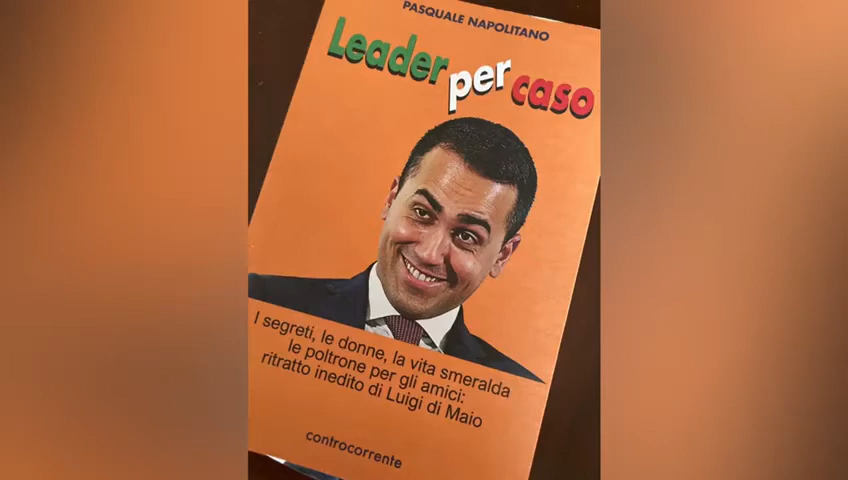 PASQUALE NAPOLITANO
Leader per caso
I segreti, le donne, la vita smeralda
le poltrone per gli amici:
ritratto inedito di Luigi di Maio
controcorrente